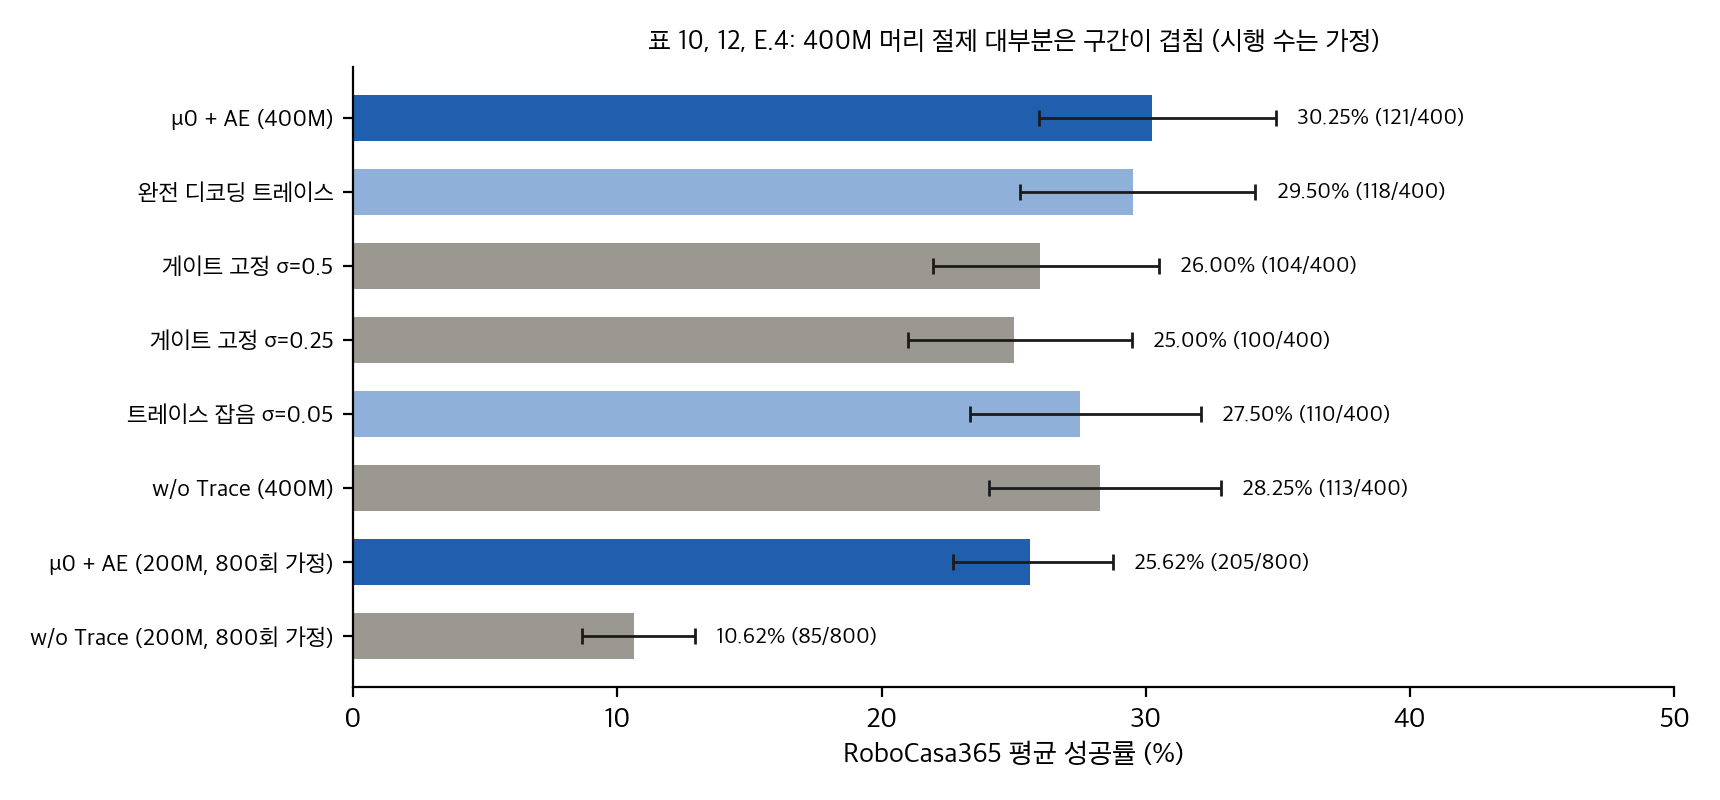 표 10, 12, E.4: 400M 머리 절제 대부분은 구간이 겹침 (시행 수는 가정)
μ0 + AE (400M) 30.25% (121/400)
완전 디코딩 트레이스 29.50% (118/400)
게이트 고정 σ=0.5 26.00% (104/400)
게이트 고정 σ=0.25 25.00% (100/400)
트레이스 잡음 σ=0.05 27.50% (110/400)
w/o Trace (400M) 28.25% (113/400)
μ0 + AE (200M, 800회 가정) 25.62% (205/800)
w/o Trace (200M, 800회 가정) 10.62% (85/800)
0 10 20 30 40 50
RoboCasa365 평균 성공률 (%)